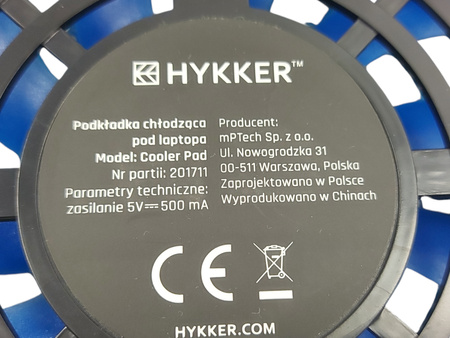 HYKKER™
Podkładka chłodząca
pod laptopa
Model: Cooler Pad
Nr partii: 201711
Parametry techniczne:
zasilanie 5V⎓500 mA
Producent:
mPTech Sp. z o.o.
Ul. Nowogrodzka 31
00-511 Warszawa, Polska
Zaprojektowano w Polsce
Wyprodukowano w Chinach
CE
HYKKER.COM